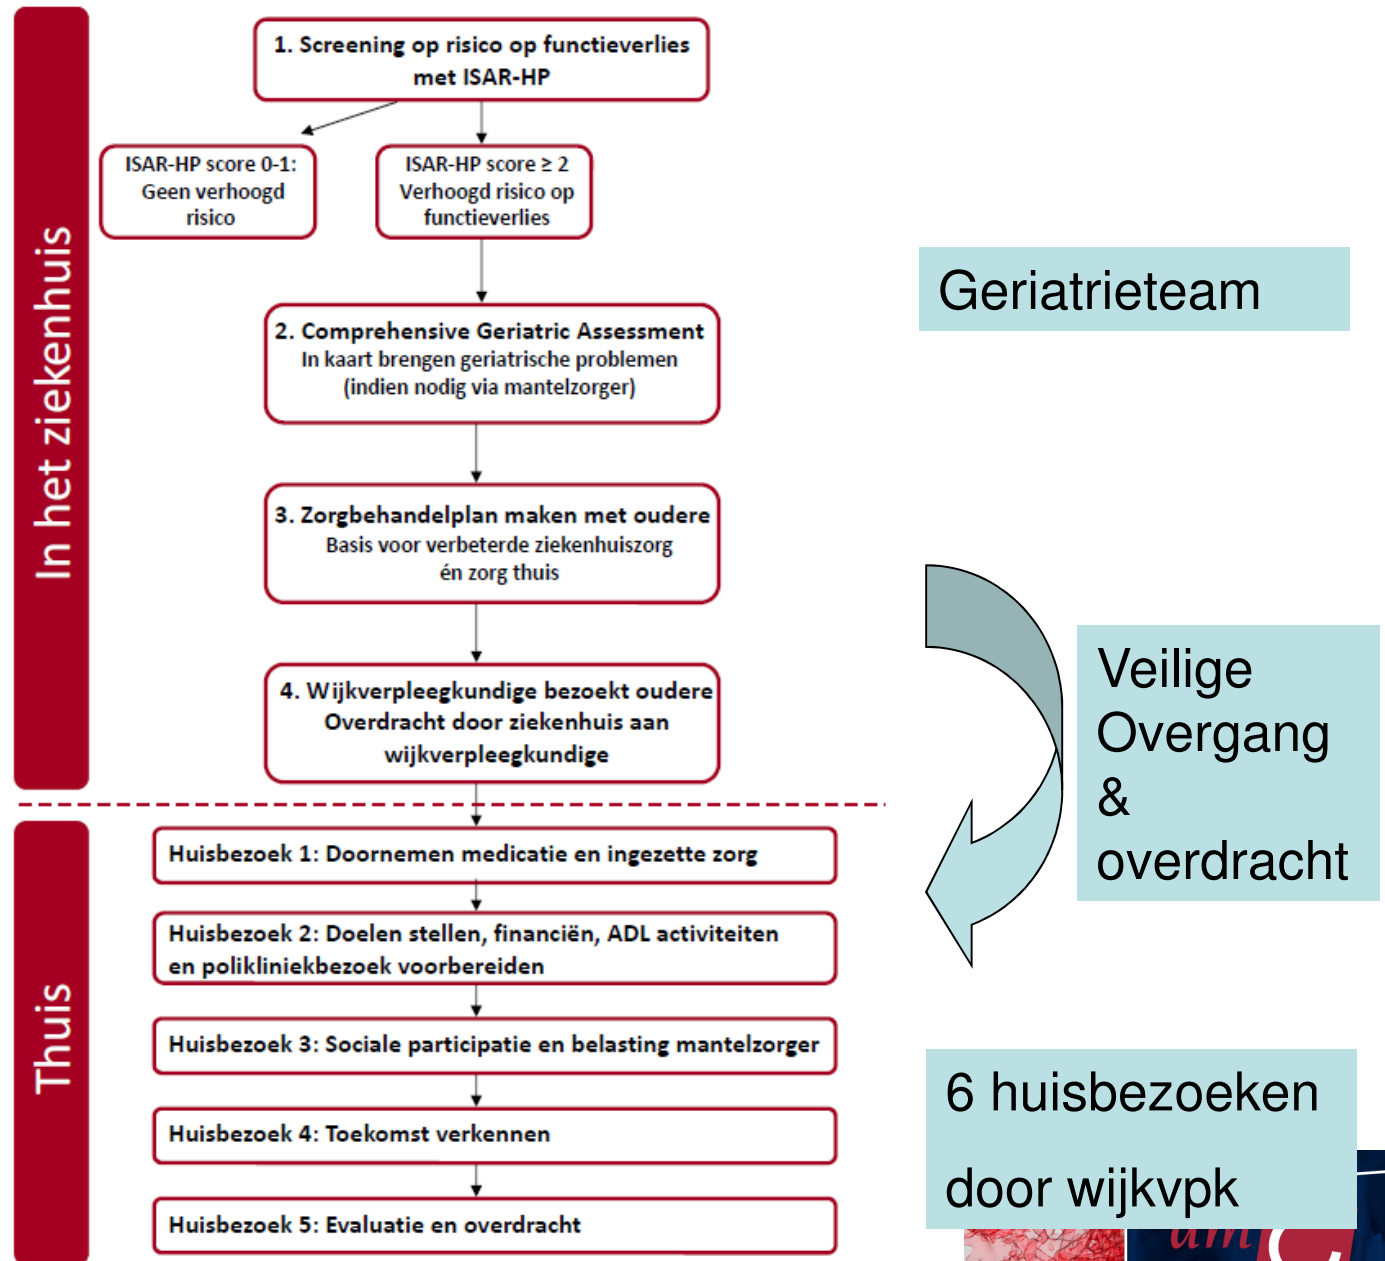 In het ziekenhuis
1. Screening op risico op functieverlies
met ISAR-HP
ISAR-HP score 0-1:
Geen verhoogd
risico
ISAR-HP score ≥ 2
Verhoogd risico op
functieverlies
2. Comprehensive Geriatric Assessment
In kaart brengen geriatrische problemen
(indien nodig via mantelzorger)
3. Zorgbehandelplan maken met oudere
Basis voor verbeterde ziekenhuiszorg
én zorg thuis
4. Wijkverpleegkundige bezoekt oudere
Overdracht door ziekenhuis aan
wijkverpleegkundige
Geriatrieteam
Veilige
Overgang
&
overdracht
Thuis
Huisbezoek 1: Doornemen medicatie en ingezette zorg
Huisbezoek 2: Doelen stellen, financiën, ADL activiteiten
en polikliniekbezoek voorbereiden
Huisbezoek 3: Sociale participatie en belasting mantelzorger
Huisbezoek 4: Toekomst verkennen
Huisbezoek 5: Evaluatie en overdracht
6 huisbezoeken
door wijkvpk